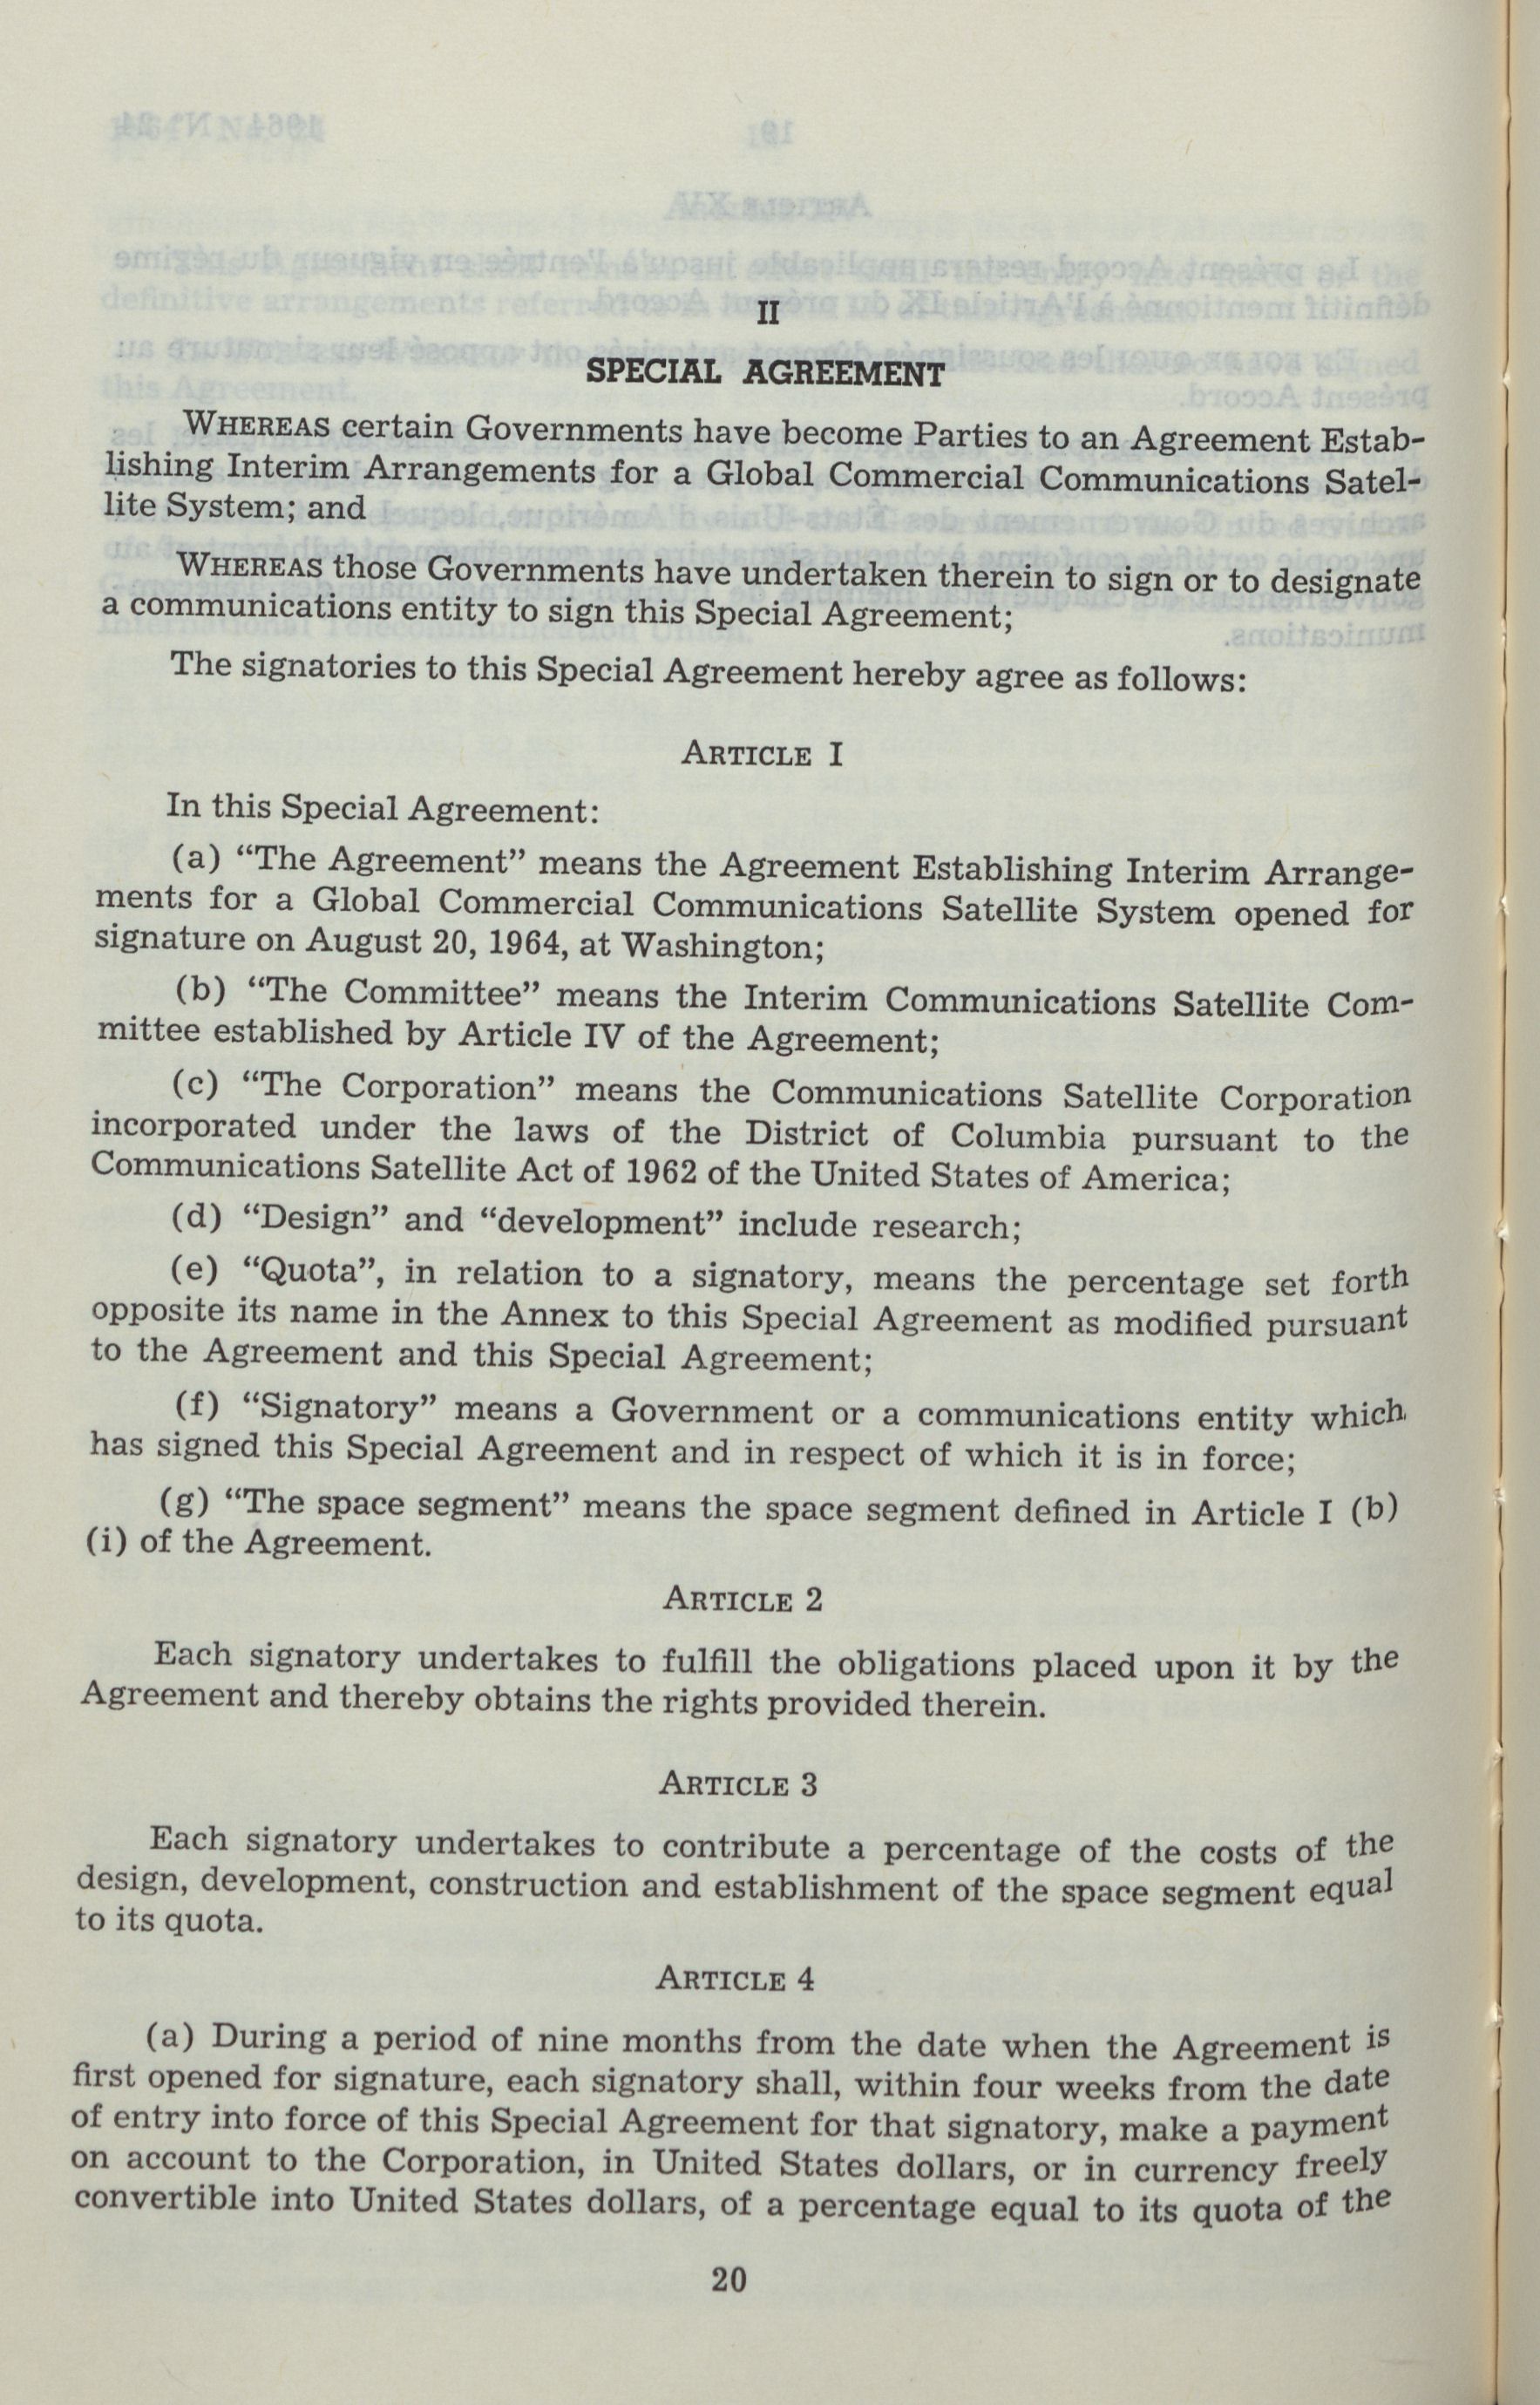 II
SPECIAL AGREEMENT
WHEREAS certain Governments have become Parties to an Agreement Estab-
lishing Interim Arrangements for a Global Commercial Communications Satel-
lite System; and
WHEREAS those Governments have undertaken therein to sign or to designate
a communications entity to sign this Special Agreement;
The signatories to this Special Agreement hereby agree as follows:
ARTICLE I
In this Special Agreement:
(a) “The Agreement” means the Agreement Establishing Interim Arrange-
ments for a Global Commercial Communications Satellite System opened for
signature on August 20, 1964, at Washington;
(b) “The Committee” means the Interim Communications Satellite Com-
mittee established by Article IV of the Agreement;
(c) “The Corporation” means the Communications Satellite Corporation
incorporated under the laws of the District of Columbia pursuant to the
Communications Satellite Act of 1962 of the United States of America;
(d) “Design” and “development” include research;
(e) “Quota”, in relation to a signatory, means the percentage set forth
opposite its name in the Annex to this Special Agreement as modified pursuant
to the Agreement and this Special Agreement;
(f) “Signatory” means a Government or a communications entity which
has signed this Special Agreement and in respect of which it is in force;
(g) “The space segment” means the space segment defined in Article I (b)
(i) of the Agreement.
ARTICLE 2
Each signatory undertakes to fulfill the obligations placed upon it by the
Agreement and thereby obtains the rights provided therein.
ARTICLE 3
Each signatory undertakes to contribute a percentage of the costs of the
design, development, construction and establishment of the space segment equal
to its quota.
ARTICLE 4
(a) During a period of nine months from the date when the Agreement is
first opened for signature, each signatory shall, within four weeks from the date
of entry into force of this Special Agreement for that signatory, make a payment
on account to the Corporation, in United States dollars, or in currency freely
convertible into United States dollars, of a percentage equal to its quota of the
20